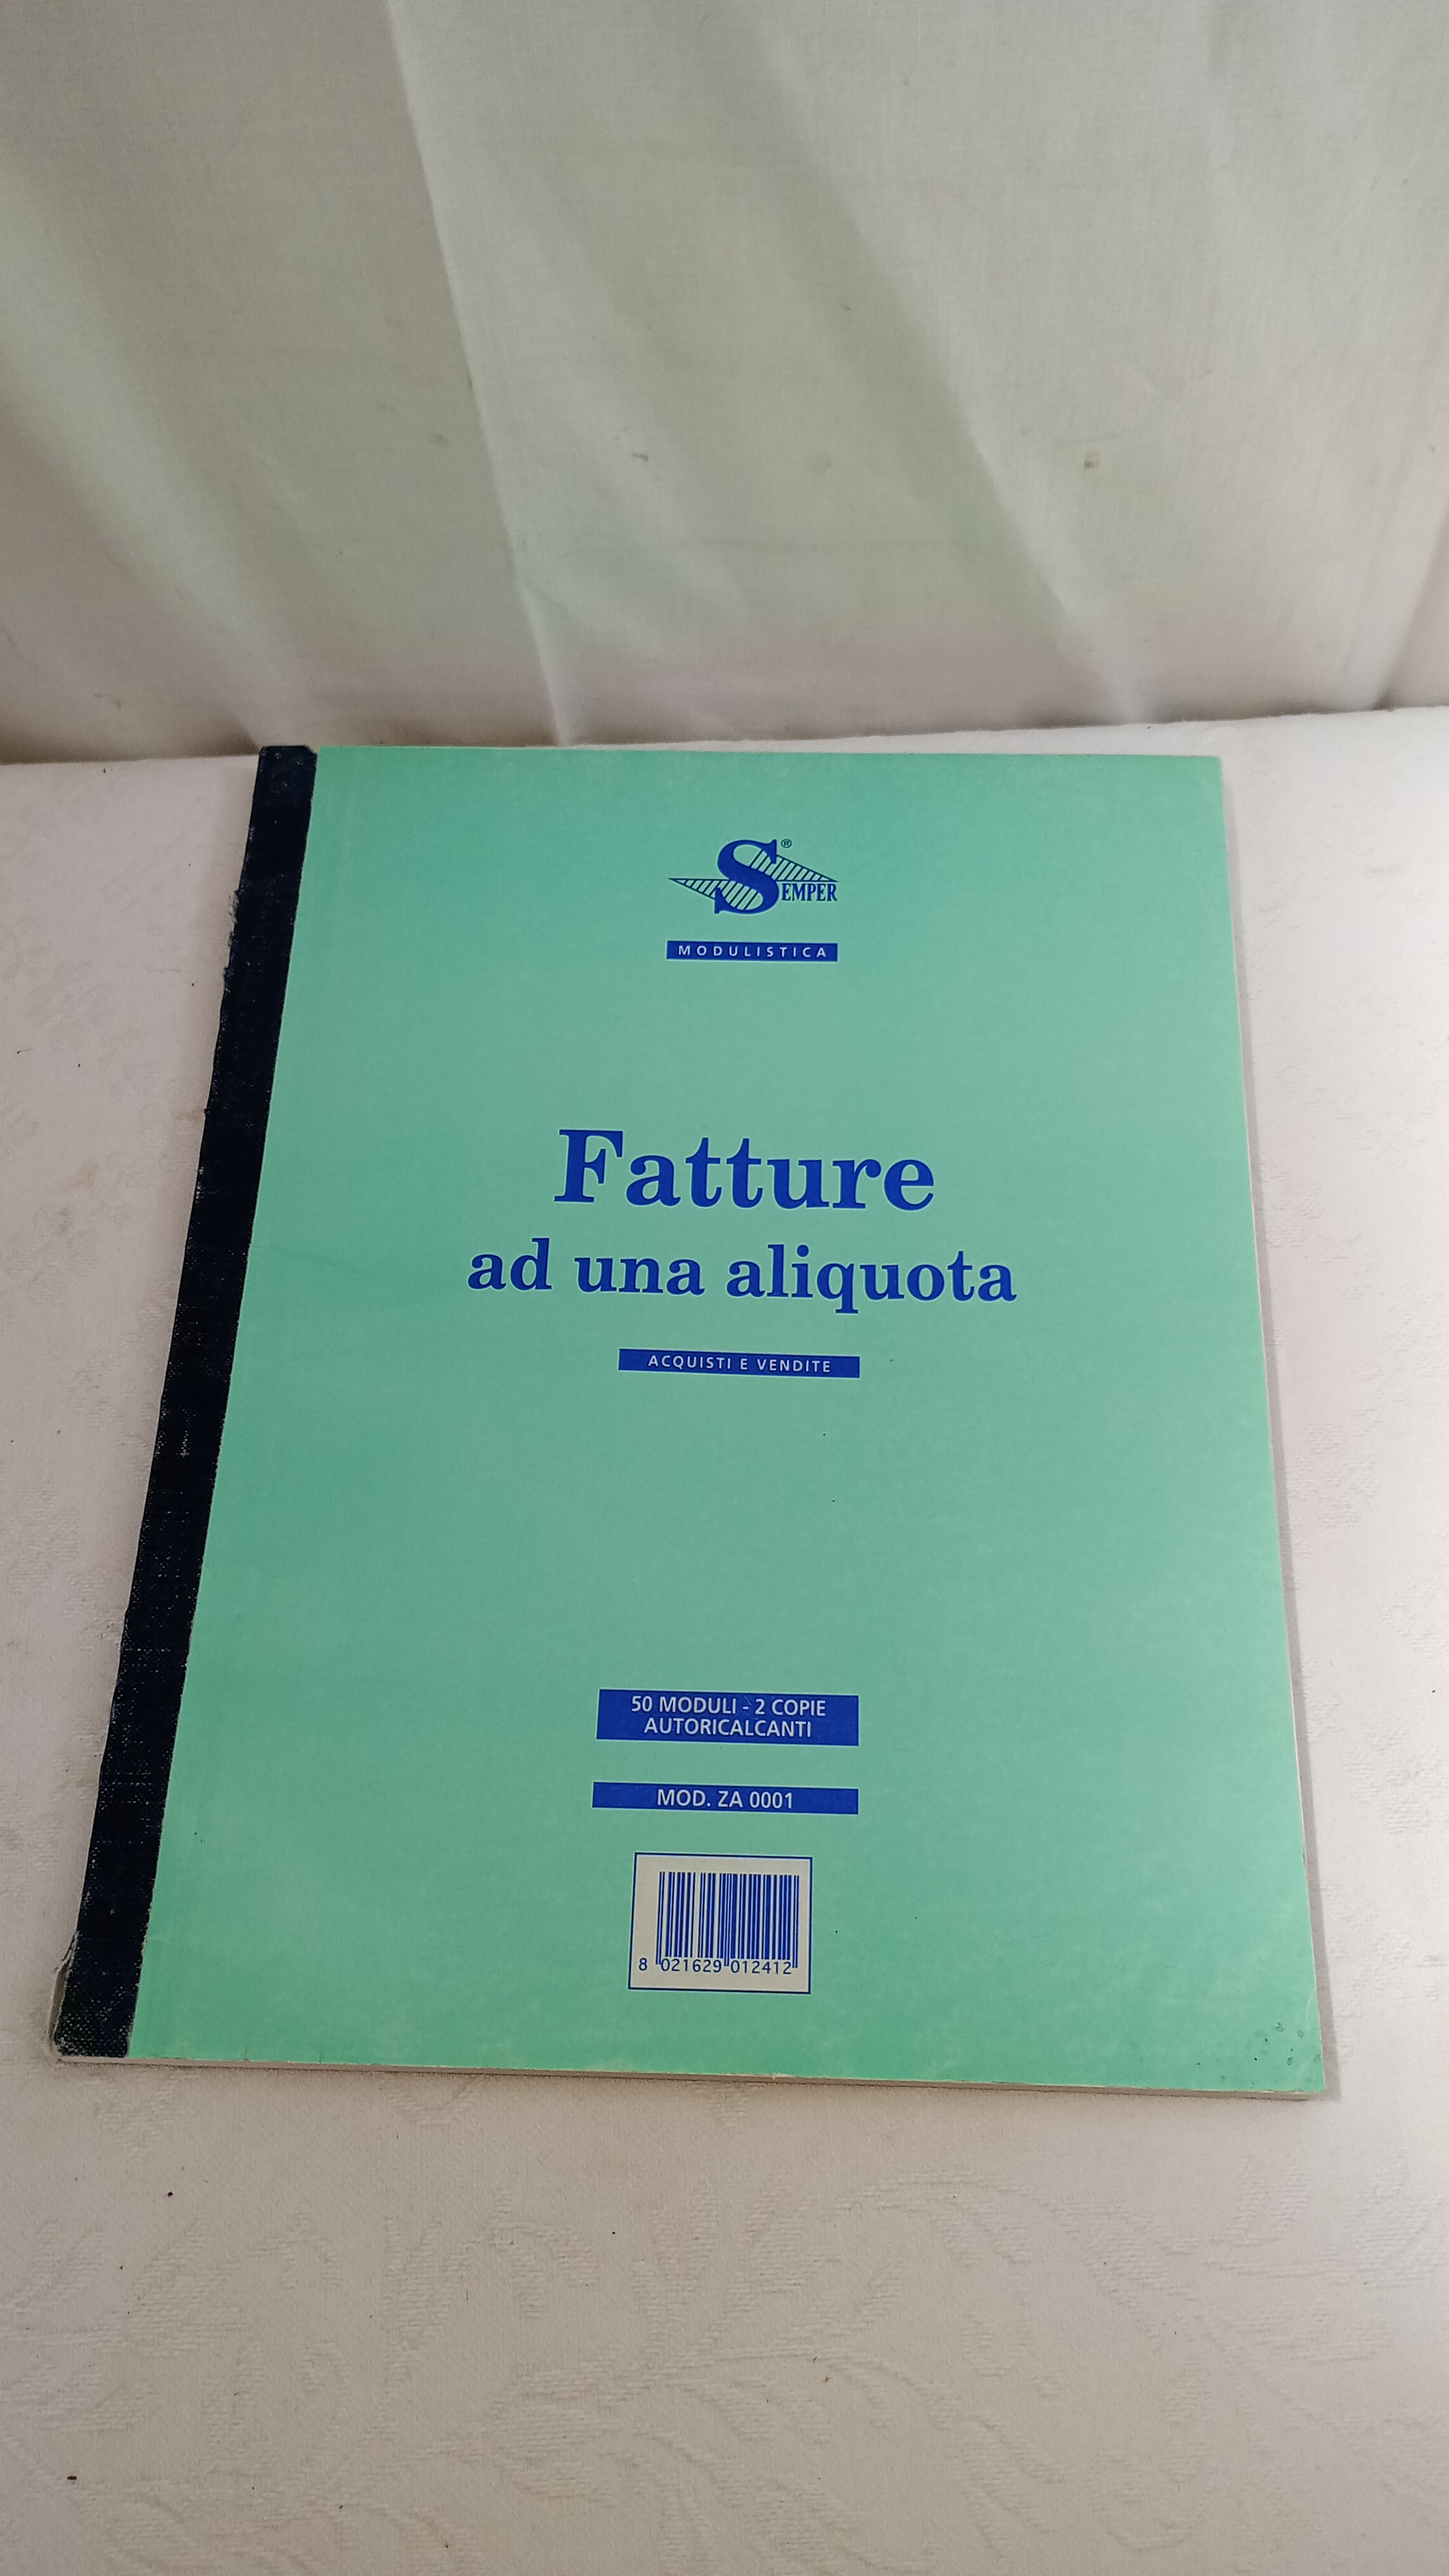 SEMPER®
MODULISTICA
Fatture
ad una aliquota
ACQUISTI E VENDITE
50 MODULI - 2 COPIE
AUTORICALCANTI
MOD. ZA 0001
8 021629 012412